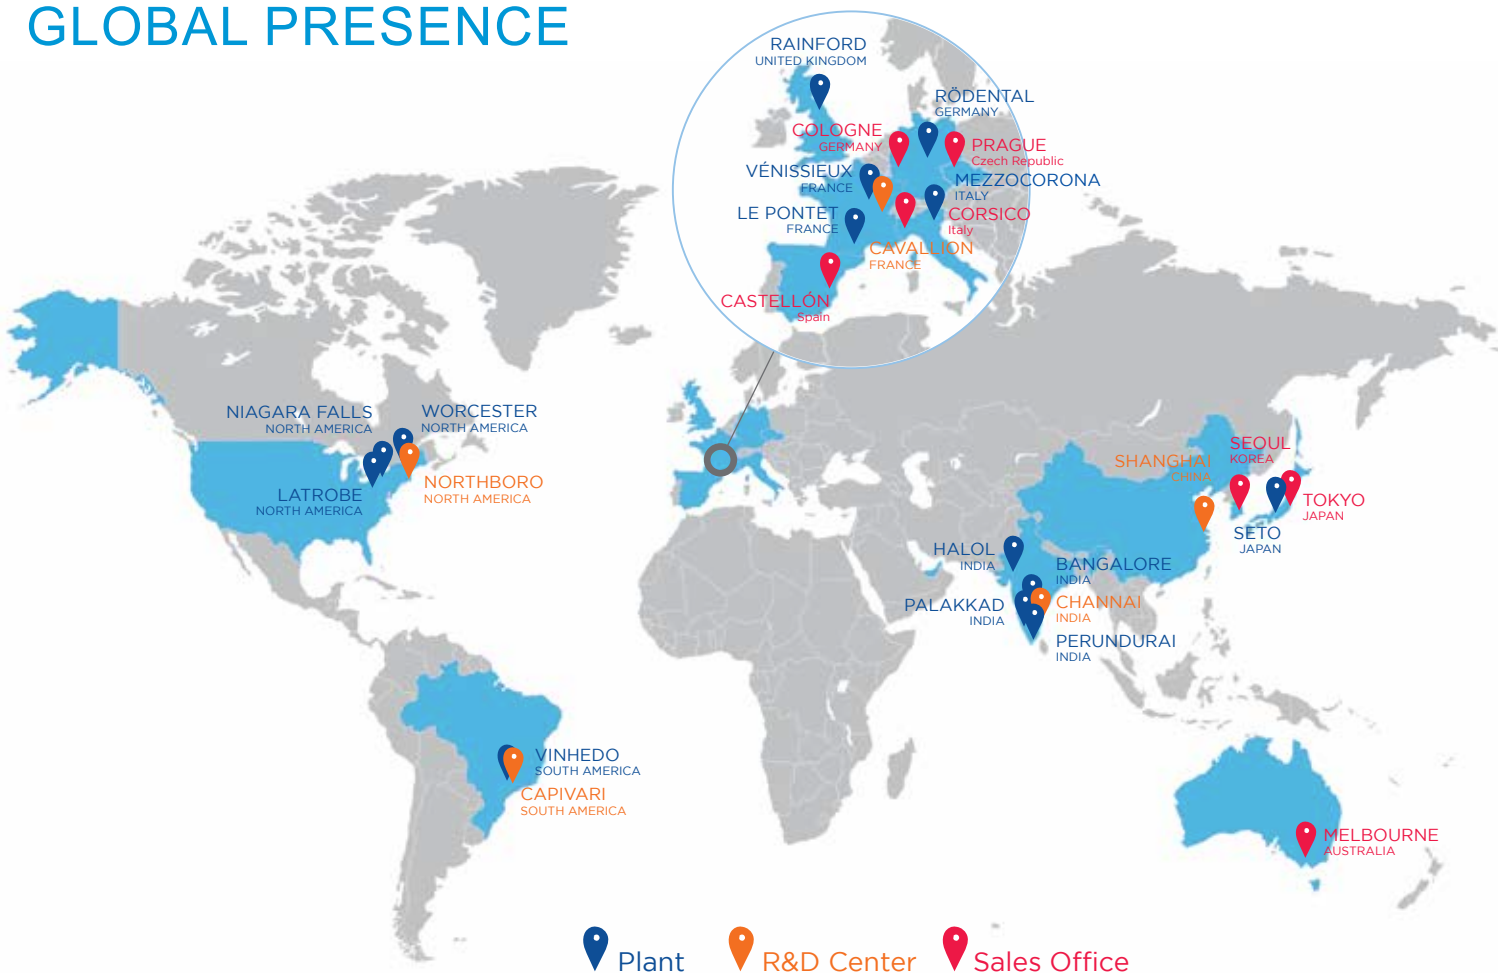 GLOBAL PRESENCE
RAINFORD
UNITED KINGDOM
RÖDENTAL
GERMANY
COLOGNE
GERMANY
PRAGUE
Czech Republic
VÉNISSIEUX
FRANCE
MEZZOCORONA
ITALY
LE PONTET
FRANCE
CORSICO
Italy
CAVALLION
FRANCE
CASTELLÓN
Spain
NIAGARA FALLS
NORTH AMERICA
WORCESTER
NORTH AMERICA
LATROBE
NORTH AMERICA
NORTHBORO
NORTH AMERICA
SHANGHAI
CHINA
SEOUL
KOREA
TOKYO
JAPAN
SETO
JAPAN
HALOL
INDIA
BANGALORE
INDIA
PALAKKAD
INDIA
CHANNAI
INDIA
PERUNDURAI
INDIA
VINHEDO
SOUTH AMERICA
CAPIVARI
SOUTH AMERICA
MELBOURNE
AUSTRALIA
Plant
R&D Center
Sales Office